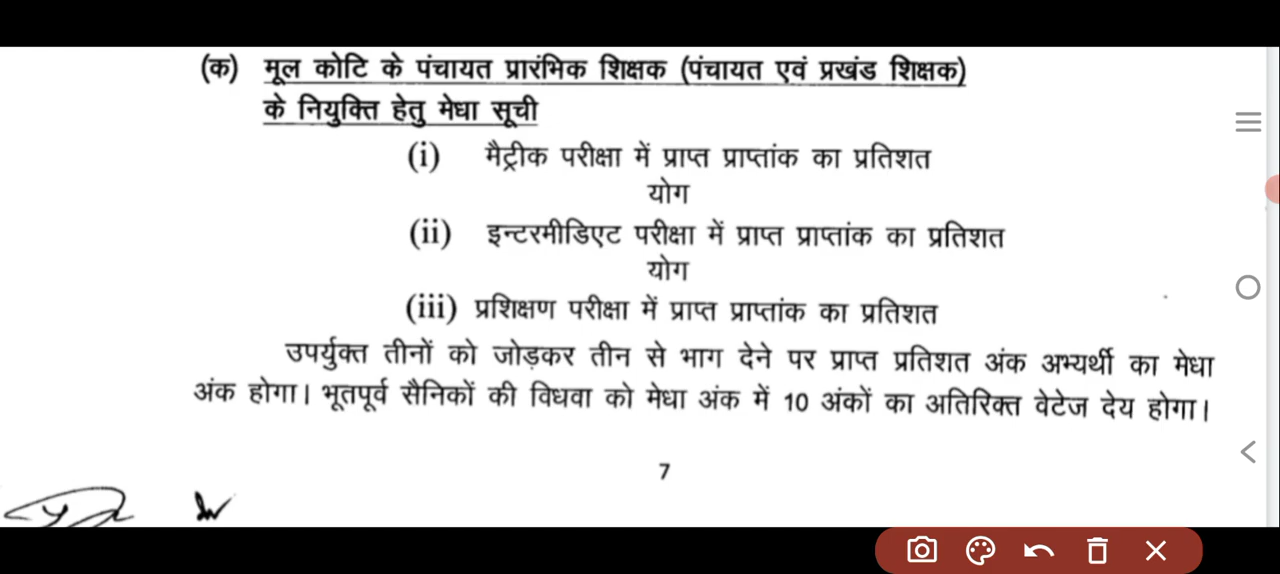 (क) मूल कोटि के पंचायत प्रारंभिक शिक्षक (पंचायत एवं प्रखंड शिक्षक)
के नियुक्ति हेतु मेधा सूची
(i) मैट्रीक परीक्षा में प्राप्त प्राप्तांक का प्रतिशत
योग
(ii) इन्टरमीडिएट परीक्षा में प्राप्त प्राप्तांक का प्रतिशत
योग
(iii) प्रशिक्षण परीक्षा में प्राप्त प्राप्तांक का प्रतिशत
उपर्युक्त तीनों को जोड़कर तीन से भाग देने पर प्राप्त प्रतिशत अंक अभ्यर्थी का मेधा
अंक होगा। भूतपूर्व सैनिकों की विधवा को मेधा अंक में 10 अंकों का अतिरिक्त वेटेज देय होगा।
7